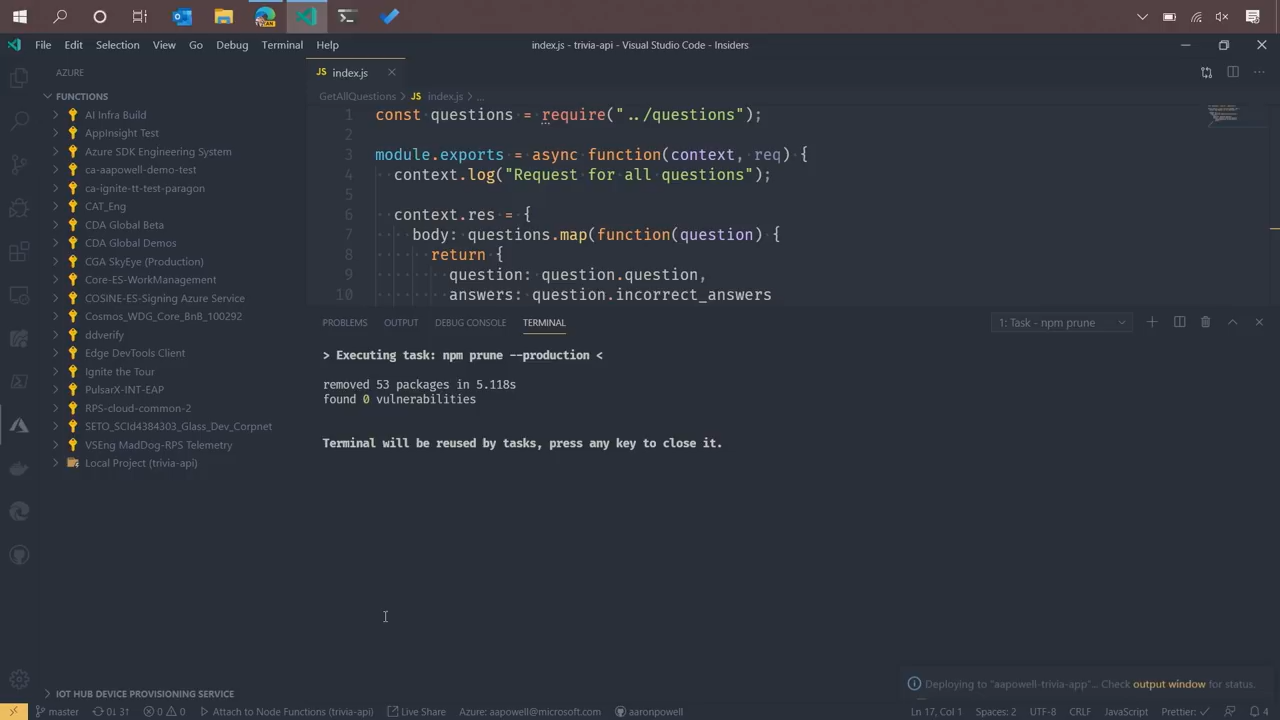 File Edit Selection View Go Debug Terminal Help
index.js - trivia-api - Visual Studio Code - Insiders
AZURE
FUNCTIONS
AI Infra Build
AppInsight Test
Azure SDK Engineering System
ca-aapowell-demo-test
ca-ignite-tt-test-paragon
CAT_Eng
CDA Global Beta
CDA Global Demos
CGA SkyEye (Production)
Core-ES-WorkManagement
COSINE-ES-Signing Azure Service
Cosmos_WDG_Core_BnB_100292
ddverify
Edge DevTools Client
Ignite the Tour
PulsarX-INT-EAP
RPS-cloud-common-2
SETO_SCId4384303_Glass_Dev_Corpnet
VSEng MadDog-RPS Telemetry
Local Project (trivia-api)
IOT HUB DEVICE PROVISIONING SERVICE
JS index.js
GetAllQuestions > JS index.js > ...
1 const questions = require("../questions");
2
3 module.exports = async function(context, req) {
4 context.log("Request for all questions");
5
6 context.res = {
7 body: questions.map(function(question) {
8 return {
9 question: question.question,
10 answers: question.incorrect_answers
PROBLEMS OUTPUT DEBUG CONSOLE TERMINAL
1: Task - npm prune
> Executing task: npm prune --production <
removed 53 packages in 5.118s
found 0 vulnerabilities
Terminal will be reused by tasks, press any key to close it.
Deploying to "aapowell-trivia-app"... Check output window for status.
master 0↓ 3↑ 0 0 Attach to Node Functions (trivia-api) Live Share Azure: aapowell@microsoft.com aaronpowell Ln 17, Col 1 Spaces: 2 UTF-8 CRLF JavaScript Prettier: ✓ 4